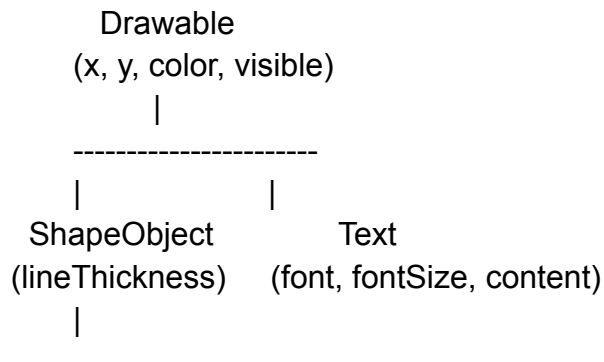 Drawable
(x, y, color, visible)
|
-----------------------
| |
ShapeObject Text
(lineThickness) (font, fontSize, content)
|